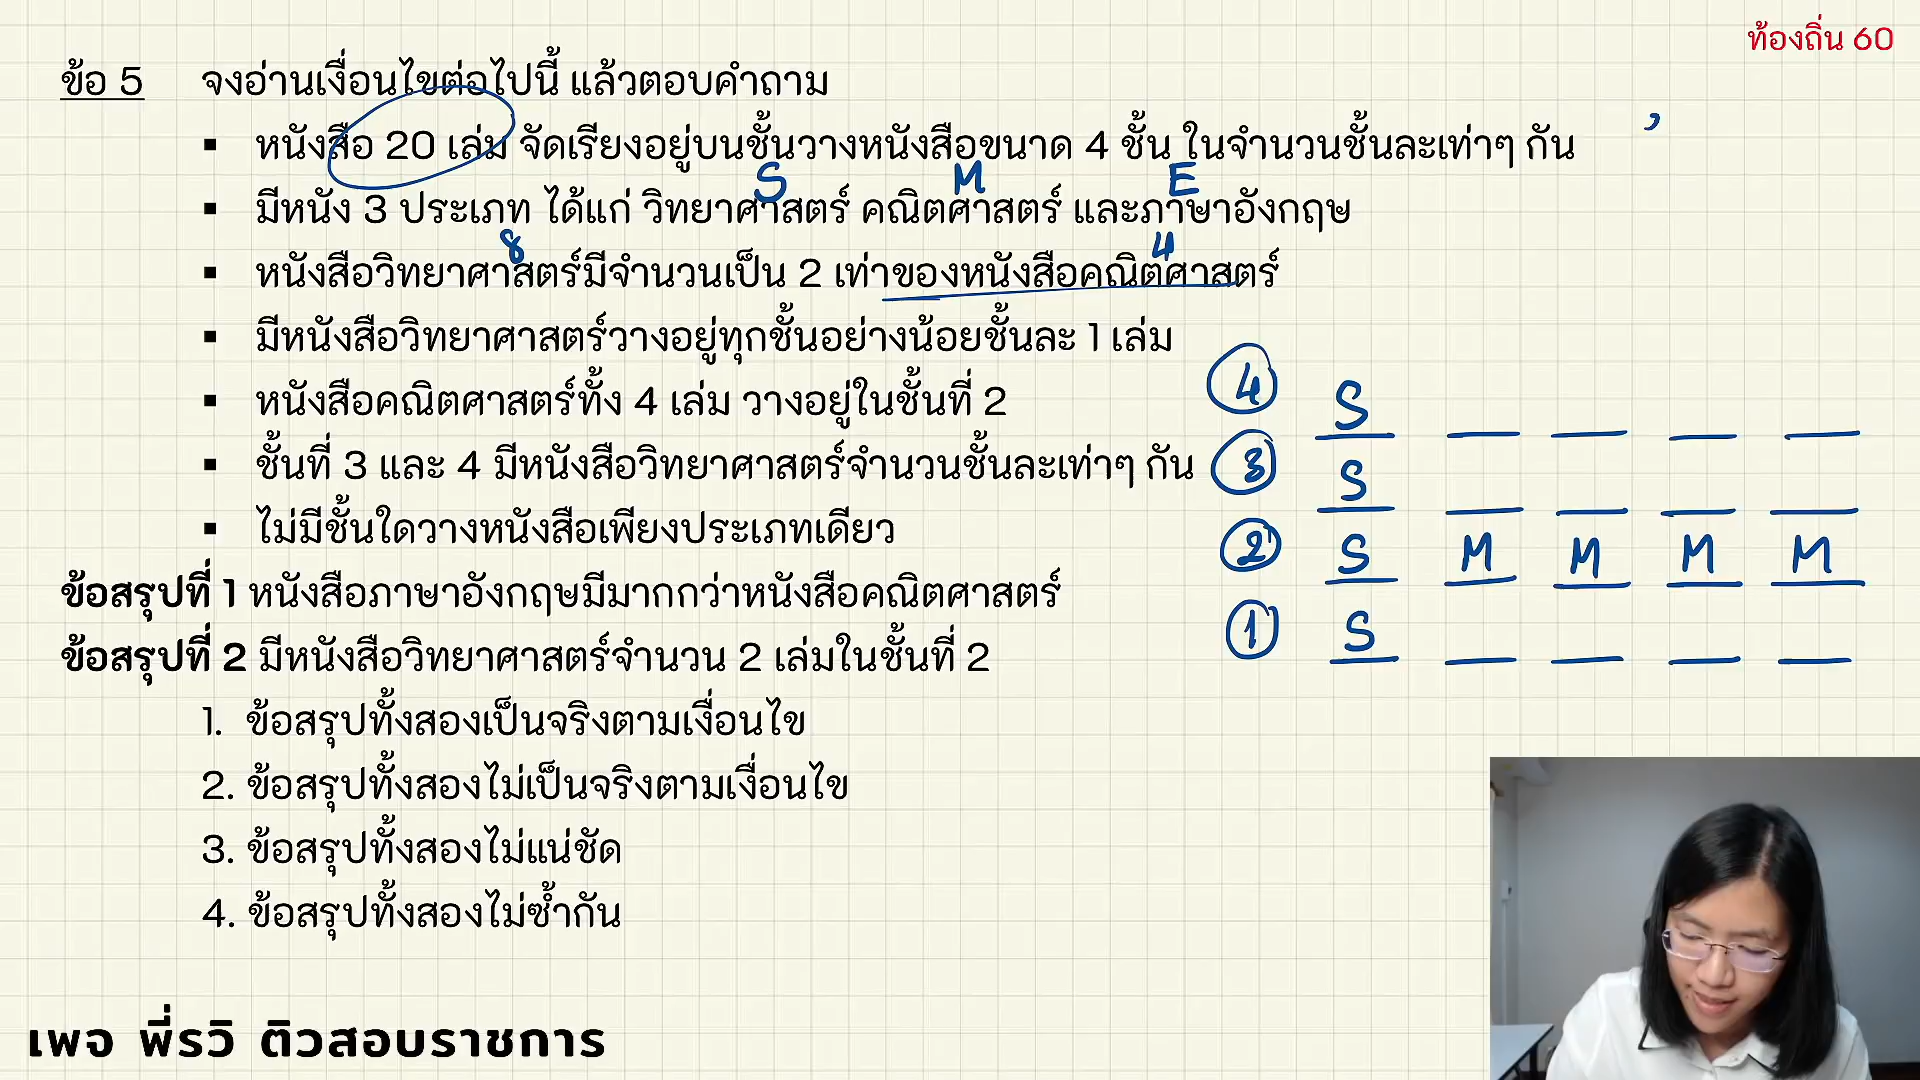 ท้องถิ่น 60
ข้อ 5 จงอ่านเงื่อนไขต่อไปนี้ แล้วตอบคำถาม
▪ หนังสือ 20 เล่ม จัดเรียงอยู่บนชั้นวางหนังสือขนาด 4 ชั้น ในจำนวนชั้นละเท่าๆ กัน ,
S M E
▪ มีหนัง 3 ประเภท ได้แก่ วิทยาศาสตร์ คณิตศาสตร์ และภาษาอังกฤษ
8 4
▪ หนังสือวิทยาศาสตร์มีจำนวนเป็น 2 เท่าของหนังสือคณิตศาสตร์
▪ มีหนังสือวิทยาศาสตร์วางอยู่ทุกชั้นอย่างน้อยชั้นละ 1 เล่ม
▪ หนังสือคณิตศาสตร์ทั้ง 4 เล่ม วางอยู่ในชั้นที่ 2
▪ ชั้นที่ 3 และ 4 มีหนังสือวิทยาศาสตร์จำนวนชั้นละเท่าๆ กัน
▪ ไม่มีชั้นใดวางหนังสือเพียงประเภทเดียว
ข้อสรุปที่ 1 หนังสือภาษาอังกฤษมีมากกว่าหนังสือคณิตศาสตร์
ข้อสรุปที่ 2 มีหนังสือวิทยาศาสตร์จำนวน 2 เล่มในชั้นที่ 2
1. ข้อสรุปทั้งสองเป็นจริงตามเงื่อนไข
2. ข้อสรุปทั้งสองไม่เป็นจริงตามเงื่อนไข
3. ข้อสรุปทั้งสองไม่แน่ชัด
4. ข้อสรุปทั้งสองไม่ซ้ำกัน
4 S
3 S
2 S M M M M
1 S
เพจ พี่รวิ ติวสอบราชการ